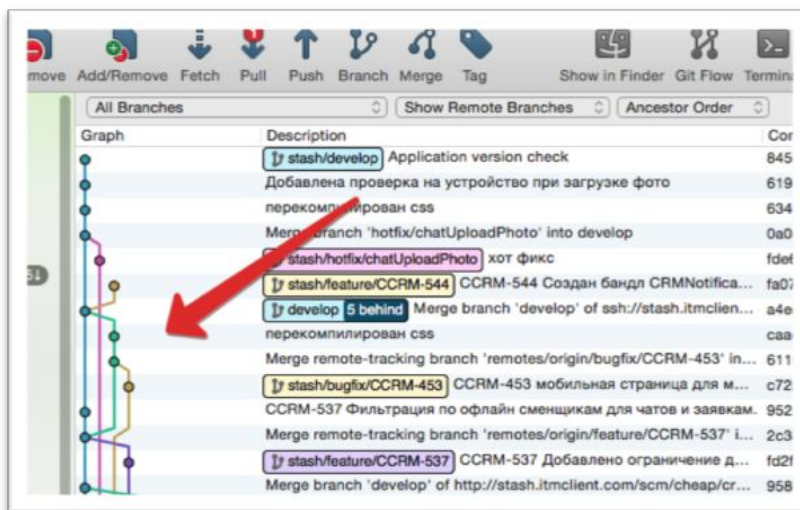 move Add/Remove Fetch Pull Push Branch Merge Tag Show in Finder Git Flow Termina
All Branches Show Remote Branches Ancestor Order
Graph Description Con
stash/develop Application version check 845
Добавлена проверка на устройство при загрузке фото 619
перекомпилирован css 634
Merge branch 'hotfix/chatUploadPhoto' into develop 0a0
stash/hotfix/chatUploadPhoto хот фикс fde6
5↓ stash/feature/CCRM-544 CCRM-544 Создан бандл CRMNotifica... fa07
develop 5 behind Merge branch 'develop' of ssh://stash.itmclien... a4e
перекомпилирован css caa
Merge remote-tracking branch 'remotes/origin/bugfix/CCRM-453' in... 611
stash/bugfix/CCRM-453 CCRM-453 мобильная страница для м... c72
CCRM-537 Фильтрация по офлайн сменщикам для чатов и заявкам. 952
Merge remote-tracking branch 'remotes/origin/feature/CCRM-537' i... 2c3
stash/feature/CCRM-537 CCRM-537 Добавлено ограничение д... fd2f
Merge branch 'develop' of http://stash.itmclient.com/scm/cheap/cr... 958